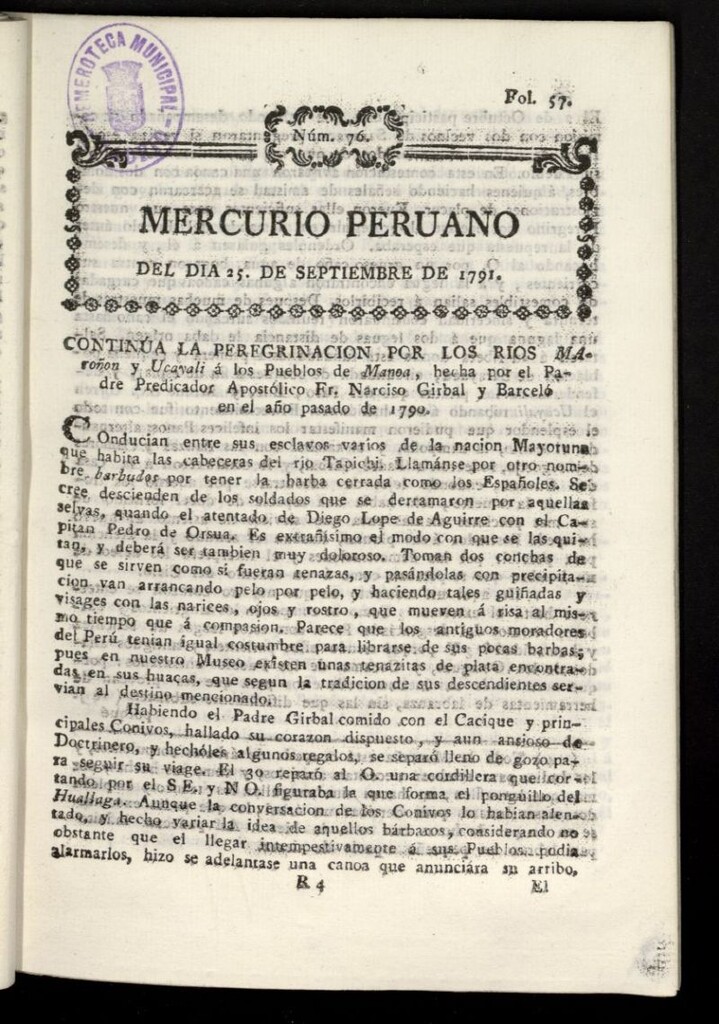 HEMEROTECA MUNICIPAL
Fol. 57.
Núm. 76.
MERCURIO PERUANO
DEL DIA 25. DE SEPTIEMBRE DE 1791.
CONTINÚA LA PEREGRINACION POR LOS RIOS MA-
roñon y Ucayali á los Pueblos de Manoa, hecha por el Pa-
dre Predicador Apostólico Fr. Narciso Girbal y Barceló
en el año pasado de 1790.
COnducian entre sus esclavos varios de la nacion Mayoruna
que habita las cabeceras del rio Tapichi. Llamánse por otro nom-
bre barbudos por tener la barba cerrada como los Españoles. Se
cree descienden de los soldados que se derramaron por aquellas
selvas, quando el atentado de Diego Lope de Aguirre con el Ca-
pitan Pedro de Orsua. Es extrañisimo el modo con que se las qui-
tan, y deberá ser tambien muy doloroso. Toman dos conchas de
que se sirven como si fueran tenazas, y pasándolas con precipita-
cion van arrancando pelo por pelo, y haciendo tales guiñadas y
visages con las narices, ojos y rostro, que mueven á risa al mis-
mo tiempo que á compasion. Parece que los antiguos moradores
del Perú tenian igual costumbre para librarse de sus pocas barbas;
pues en nuestro Museo existen unas tenazitas de plata encontra-
das en sus huacas, que segun la tradicion de sus descendientes ser-
vian al destino mencionado.
Habiendo el Padre Girbal comido con el Cacique y prin-
cipales Conivos, hallado su corazon dispuesto, y aun ansioso de
Doctrinero, y hechóles algunos regalos, se separó lleno de gozo pa-
ra seguir su viage. El 30 reparó al O. una cordillera que cor-
tando por el S E. y N O. figuraba la que forma el ponguillo del
Huallaga. Aunque la conversacion de los Conivos lo habian alen-
tado, y hecho variar la idea de aquellos bárbaros, considerando no
obstante que el llegar intempestivamente á sus Pueblos podia
alarmarlos, hizo se adelantase una canoa que anunciára su arribo.
R 4
El